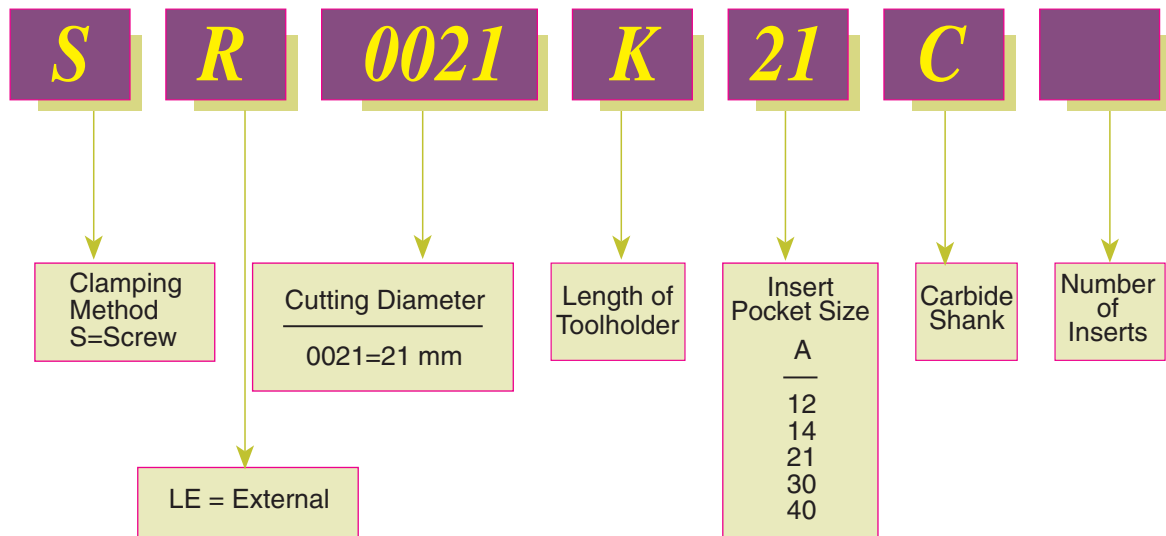 S R 0021 K 21 C
Clamping
Method
S=Screw
Cutting Diameter
0021=21 mm
Length of
Toolholder
Insert
Pocket Size
A
12
14
21
30
40
Carbide
Shank
Number
of
Inserts
LE = External